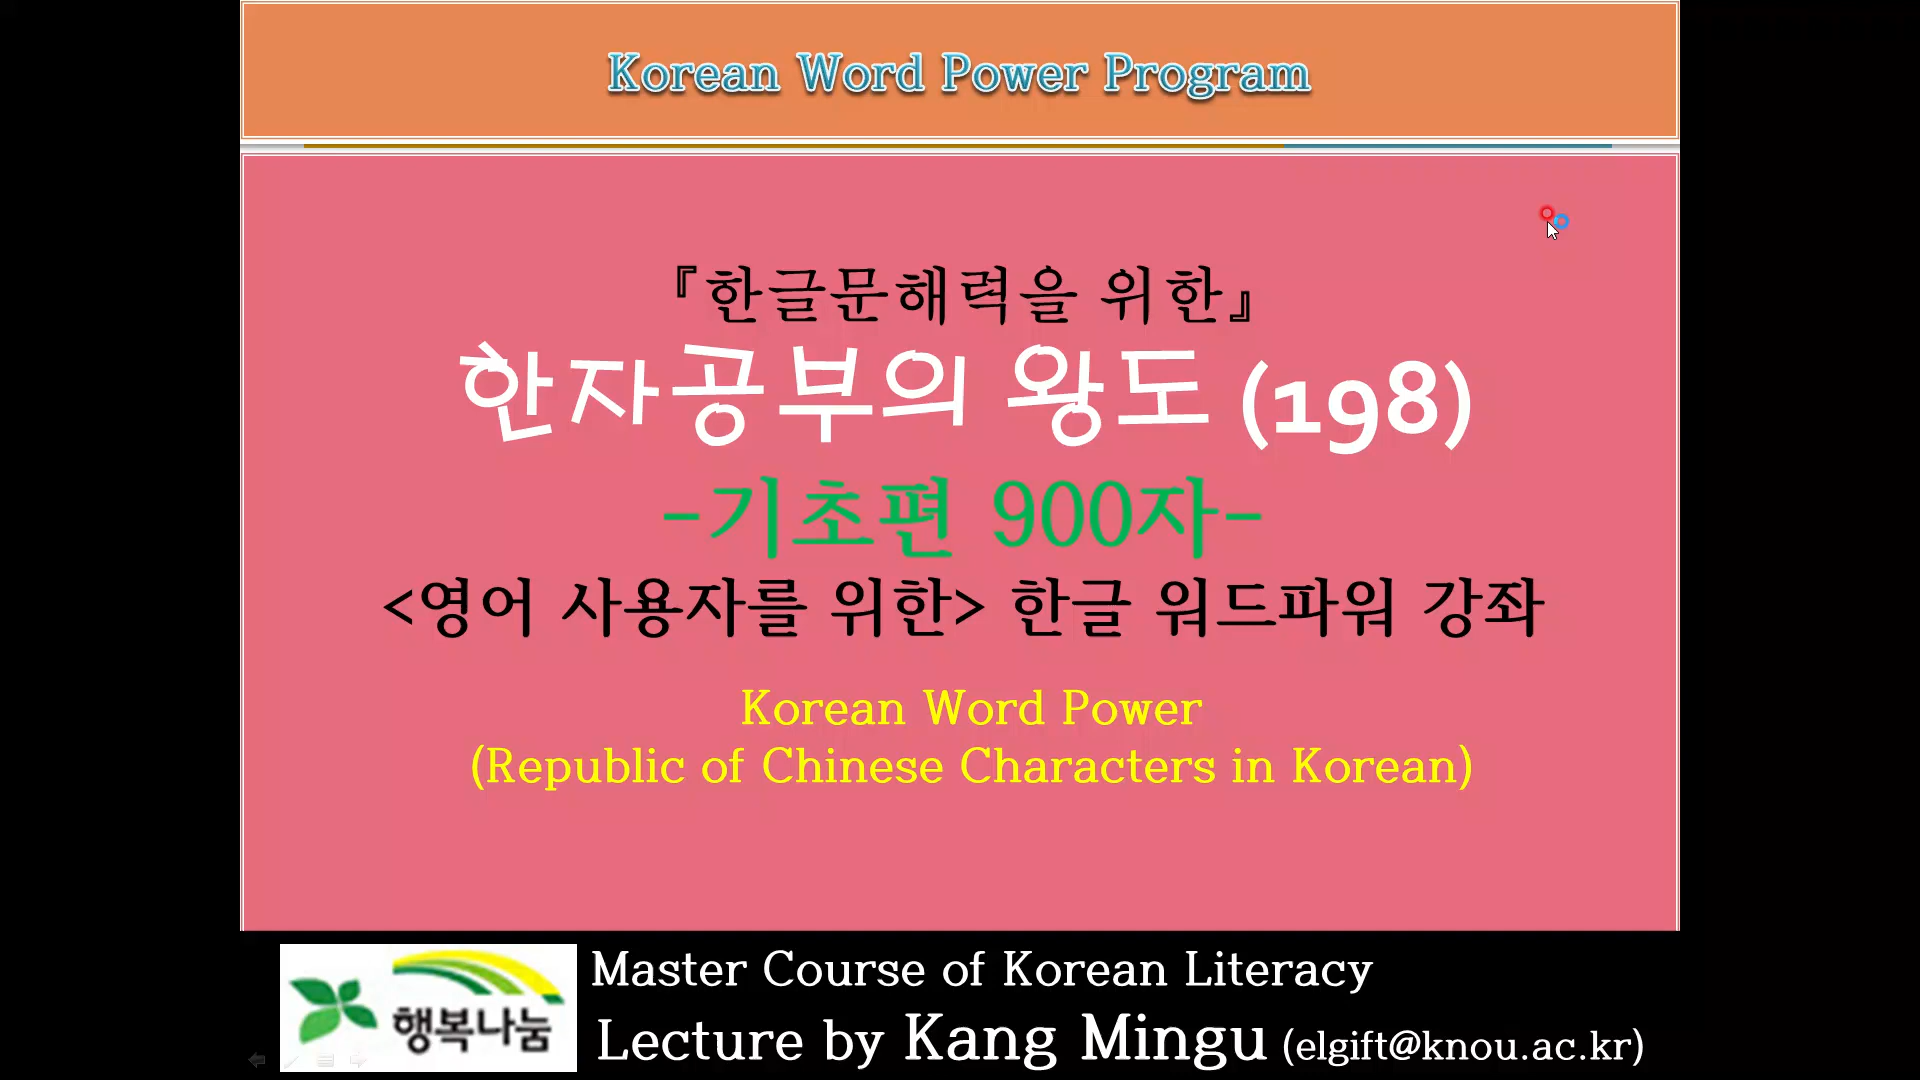 Korean Word Power Program
『한글문해력을 위한』
한자공부의 왕도 (198)
-기초편 900자-
<영어 사용자를 위한> 한글 워드파워 강좌
Korean Word Power
(Republic of Chinese Characters in Korean)
행복나눔
Master Course of Korean Literacy
Lecture by Kang Mingu (elgift@knou.ac.kr)